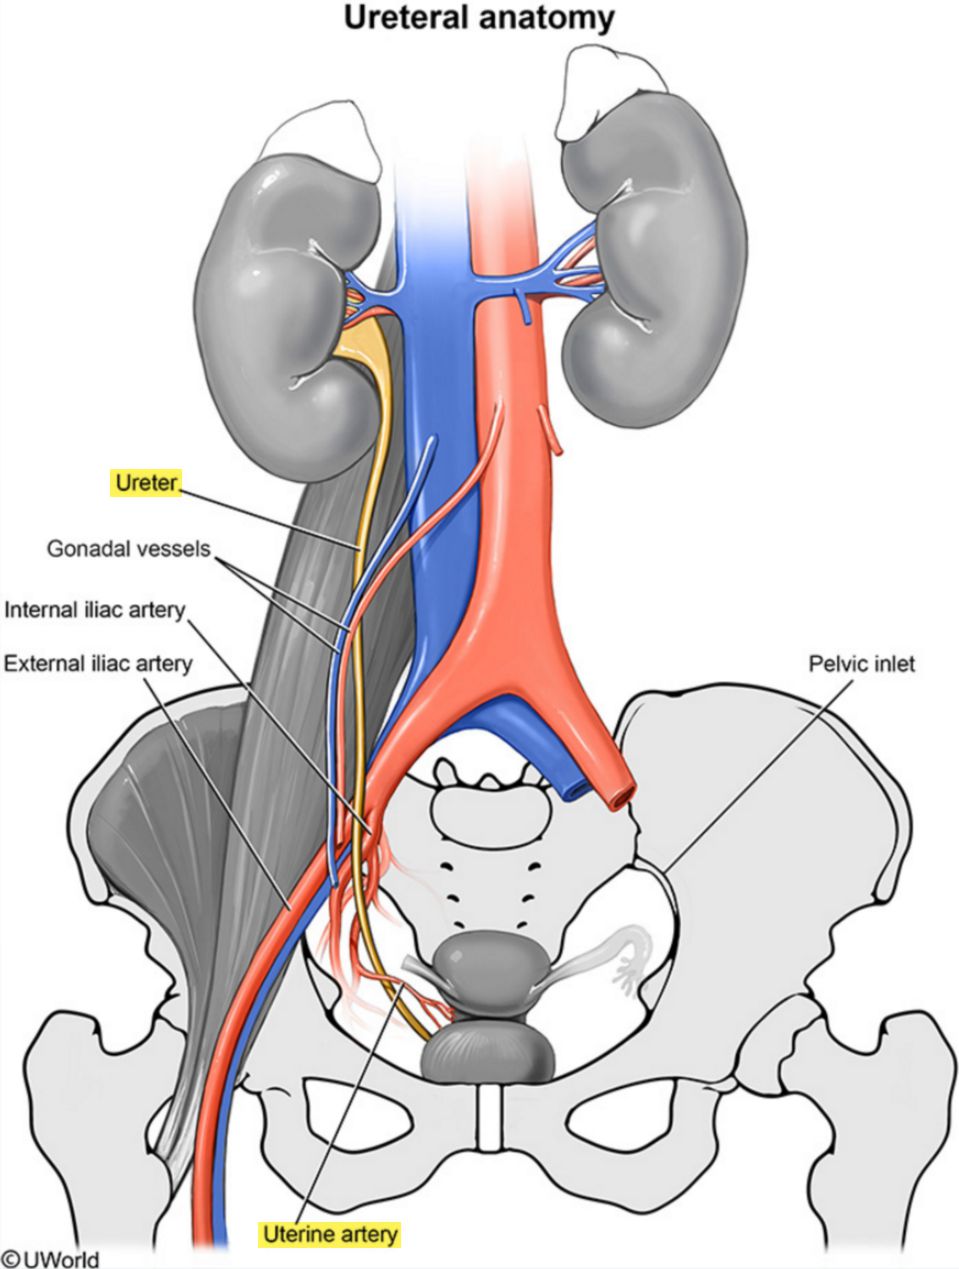 Ureteral anatomy
Ureter
Gonadal vessels
Internal iliac artery
External iliac artery
Pelvic inlet
Uterine artery
©UWorld